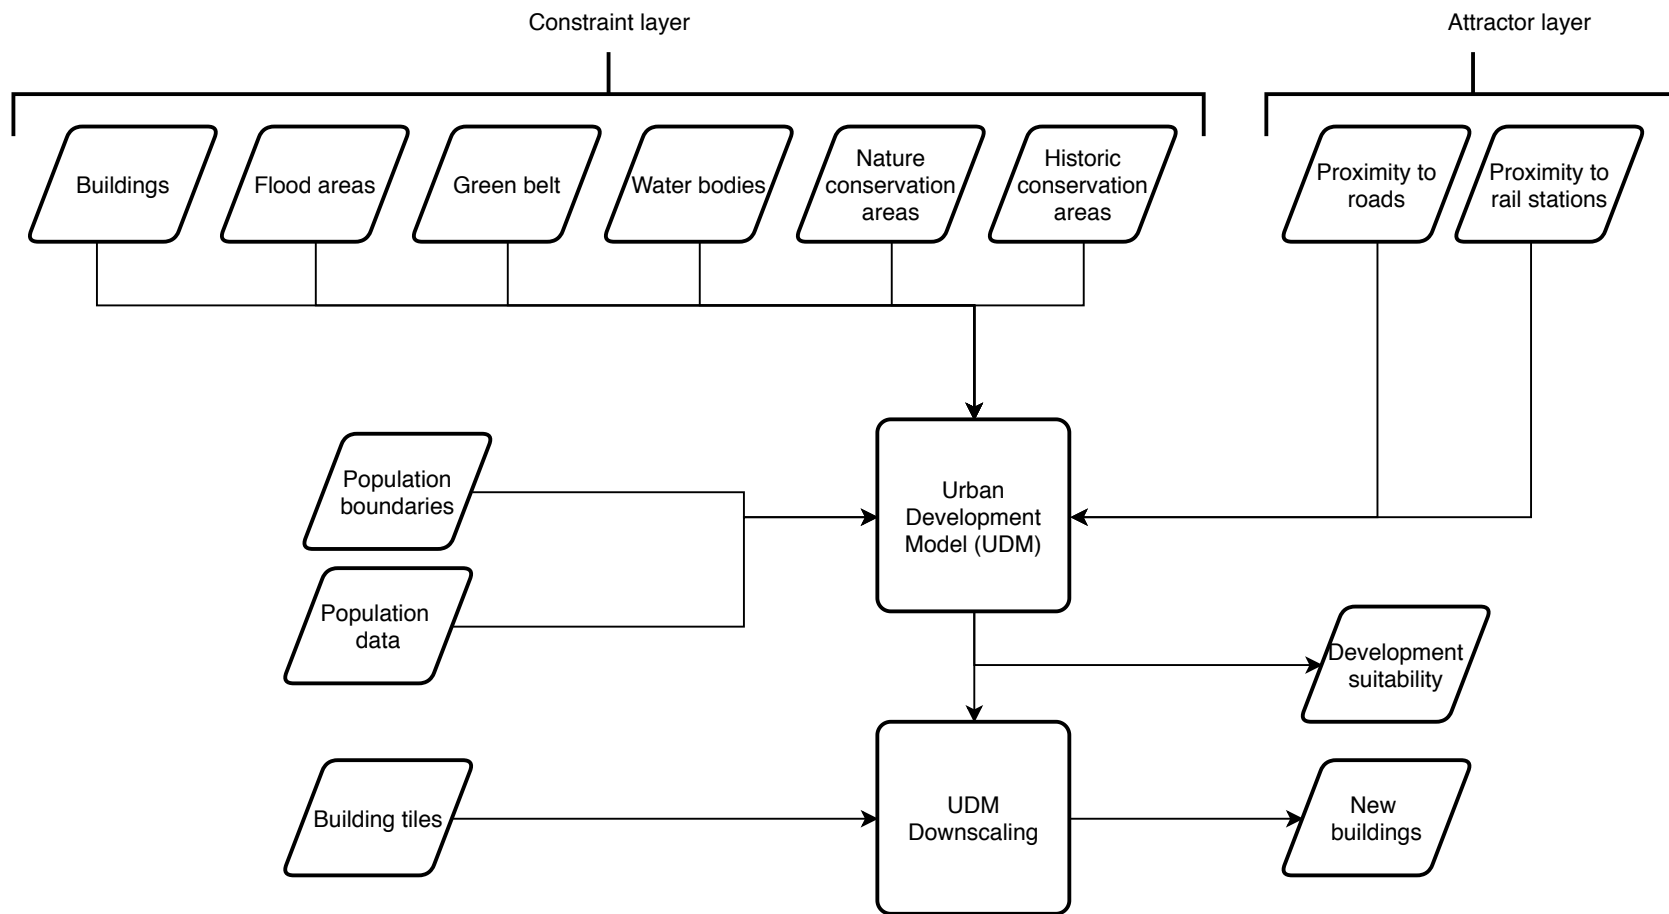 Constraint layer
Attractor layer
Buildings
Flood areas
Green belt
Water bodies
Nature
conservation
areas
Historic
conservation
areas
Proximity to
roads
Proximity to
rail stations
Population
boundaries
Urban
Development
Model (UDM)
Population
data
Development
suitability
Building tiles
UDM
Downscaling
New
buildings